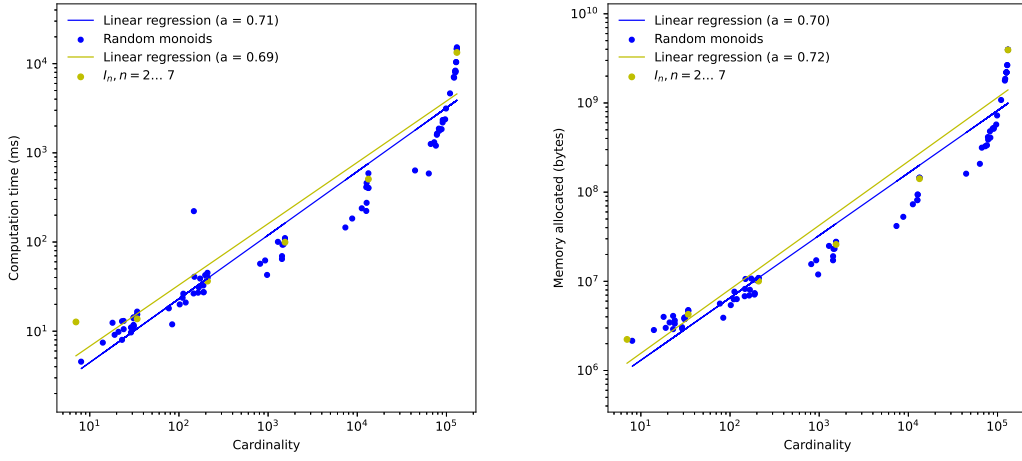 Linear regression (a = 0.71)
Random monoids
Linear regression (a = 0.69)
I_n, n = 2... 7
10^4
10^3
10^2
10^1
Computation time (ms)
10^1
10^2
10^3
10^4
10^5
Cardinality
Linear regression (a = 0.70)
Random monoids
Linear regression (a = 0.72)
I_n, n = 2... 7
10^10
10^9
10^8
10^7
10^6
Memory allocated (bytes)
10^1
10^2
10^3
10^4
10^5
Cardinality